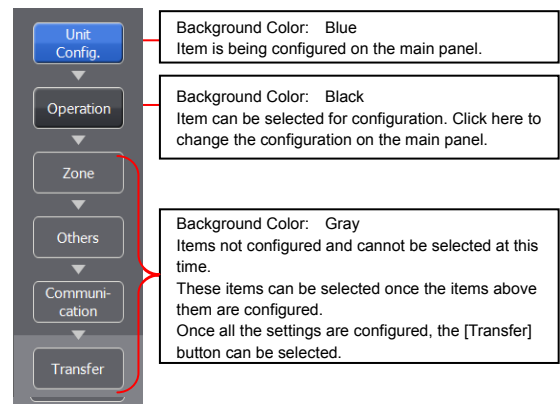 Unit
Config.
Background Color: Blue
Item is being configured on the main panel.
Operation
Background Color: Black
Item can be selected for configuration. Click here to
change the configuration on the main panel.
Zone
Others
Communi-
cation
Transfer
Background Color: Gray
Items not configured and cannot be selected at this
time.
These items can be selected once the items above
them are configured.
Once all the settings are configured, the [Transfer]
button can be selected.